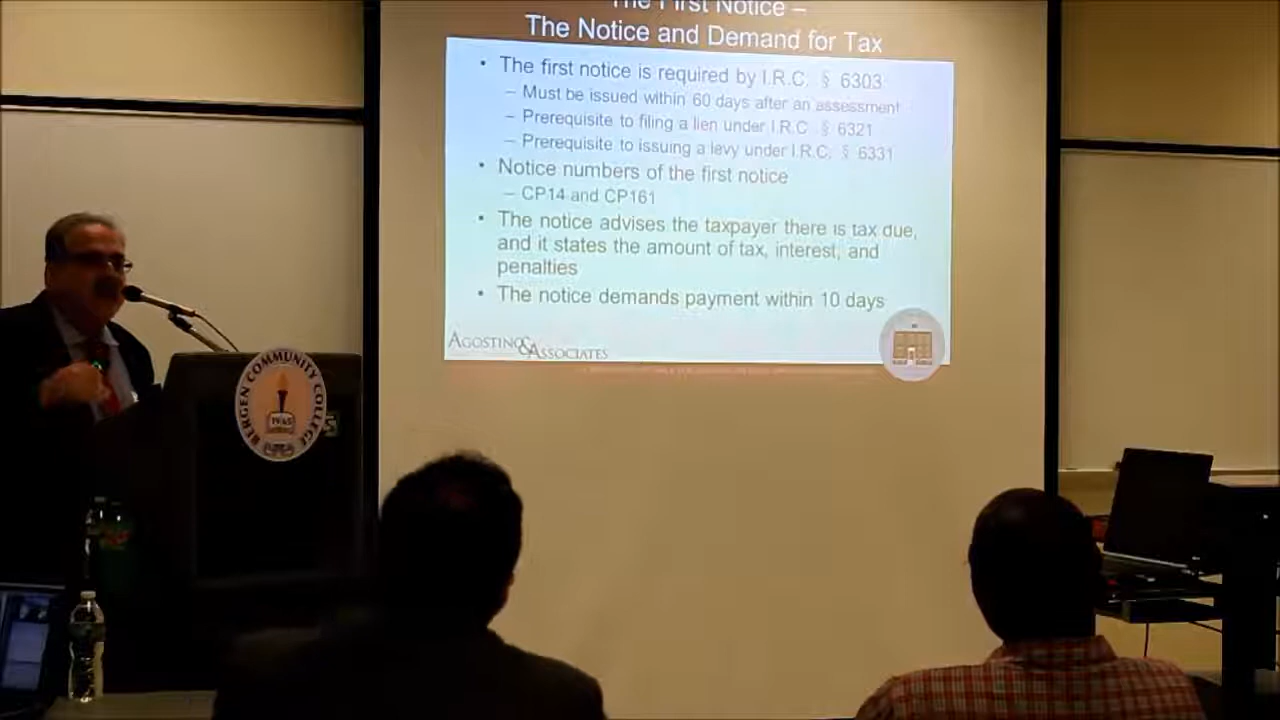 The First Notice –
The Notice and Demand for Tax
• The first notice is required by I.R.C. § 6303
– Must be issued within 60 days after an assessment
– Prerequisite to filing a lien under I.R.C. § 6321
– Prerequisite to issuing a levy under I.R.C. § 6331
• Notice numbers of the first notice
– CP14 and CP161
• The notice advises the taxpayer there is tax due,
and it states the amount of tax, interest, and
penalties
• The notice demands payment within 10 days
AGOSTINO & ASSOCIATES
BERGEN COMMUNITY COLLEGE
1965